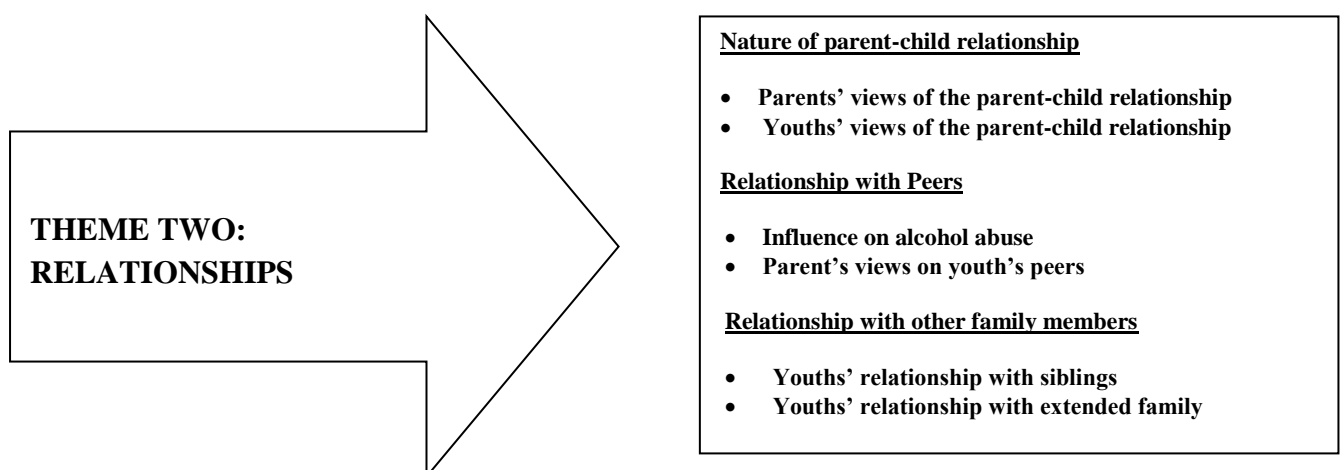 THEME TWO:
RELATIONSHIPS
Nature of parent-child relationship
• Parents’ views of the parent-child relationship
• Youths’ views of the parent-child relationship
Relationship with Peers
• Influence on alcohol abuse
• Parent’s views on youth’s peers
Relationship with other family members
• Youths’ relationship with siblings
• Youths’ relationship with extended family